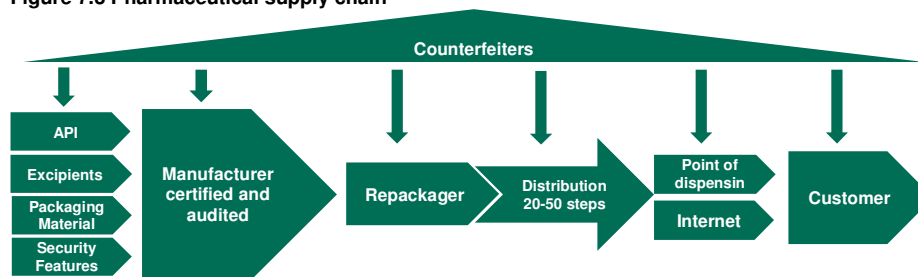 Figure 7.3 Pharmaceutical supply chain
Counterfeiters
API
Excipients
Packaging
Material
Security
Features
Manufacturer
certified and
audited
Repackager
Distribution
20-50 steps
Point of
dispensin
Internet
Customer